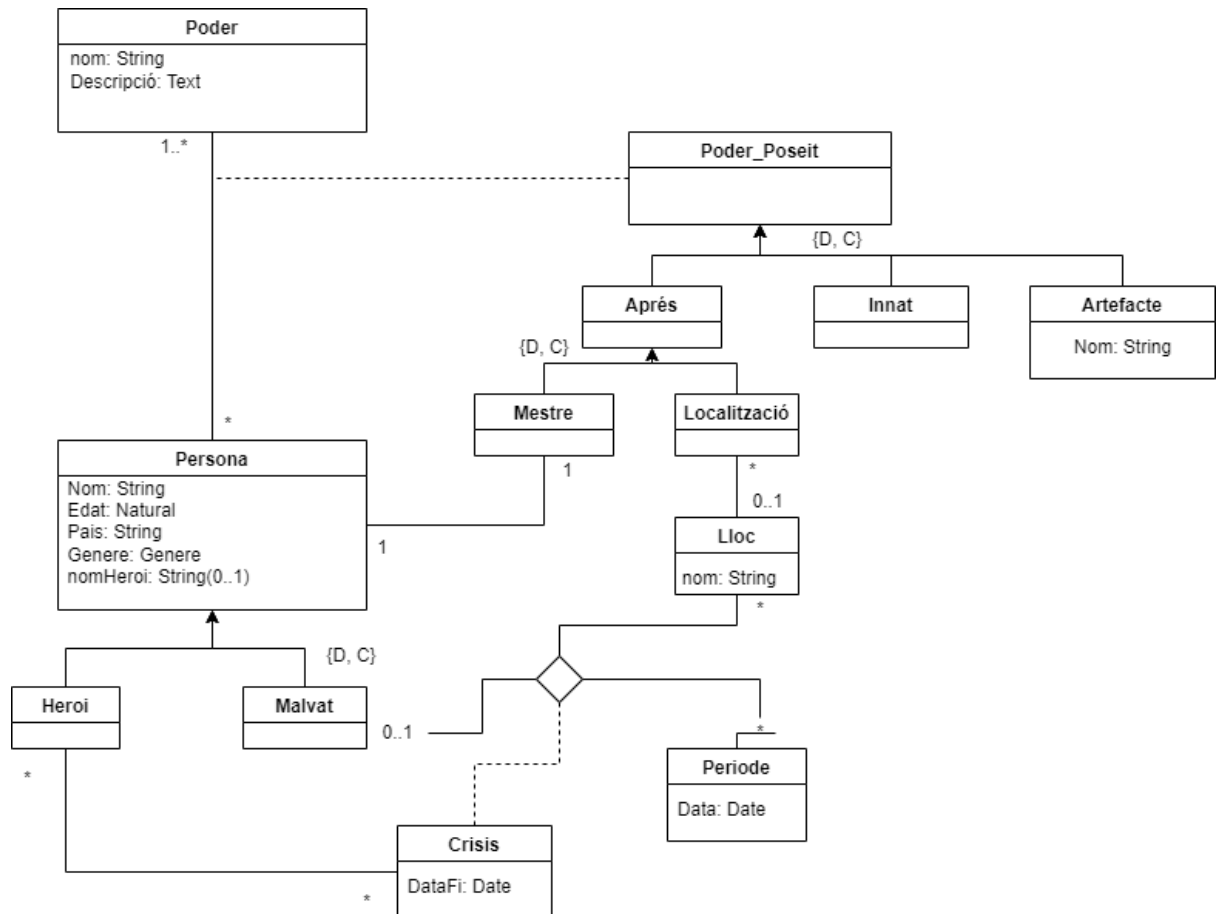 Poder
nom: String
Descripció: Text
1..*
Poder_Poseit
{D, C}
Aprés
Innat
Artefacte
Nom: String
{D, C}
Mestre
Localització
*
1
*
0..1
Persona
Nom: String
Edat: Natural
Pais: String
Genere: Genere
nomHeroi: String(0..1)
1
Lloc
nom: String
*
{D, C}
Heroi
Malvat
0..1
*
*
Periode
Data: Date
Crisis
DataFi: Date
*